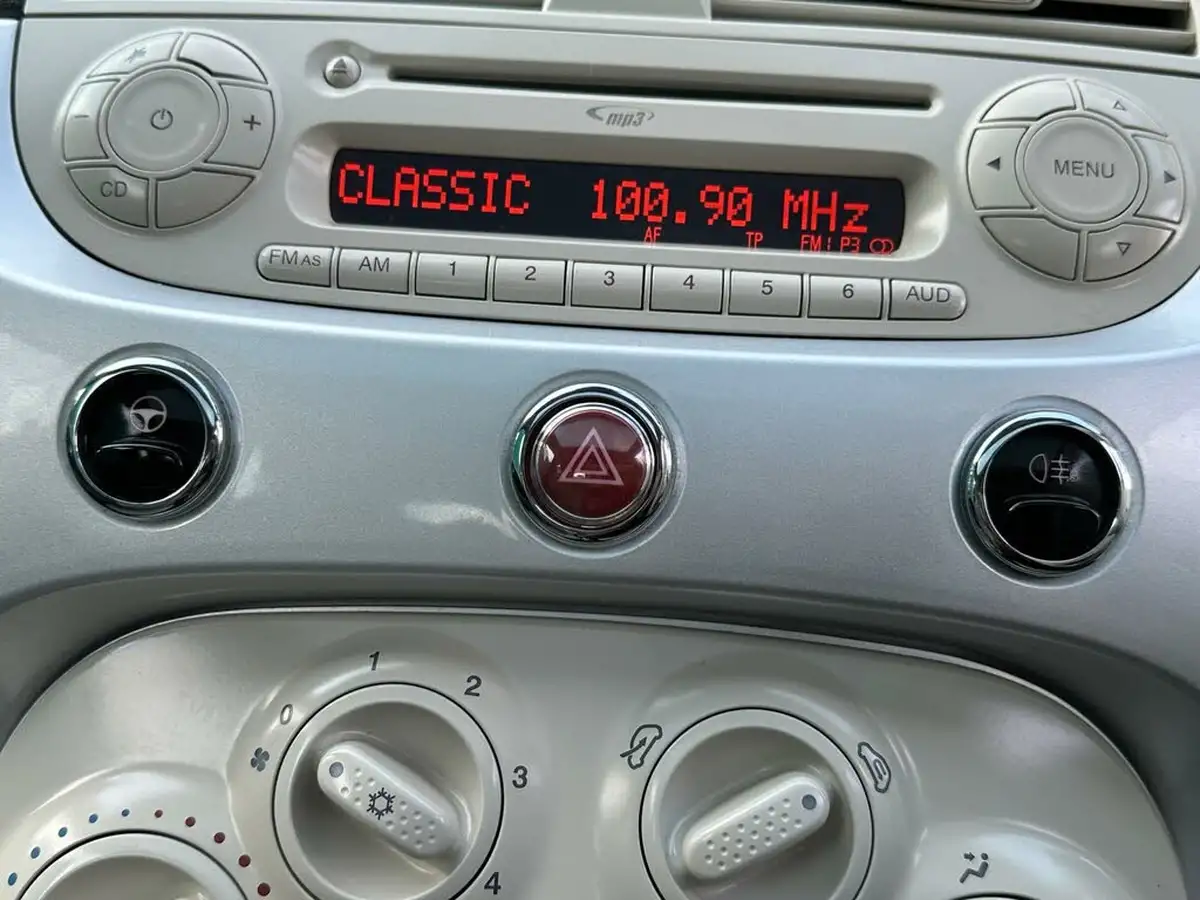 mp3
CLASSIC 100.90 MHz
AF TP FM1 P3
− + CD
MENU
FM AS AM 1 2 3 4 5 6 AUD
0 1 2 3 4